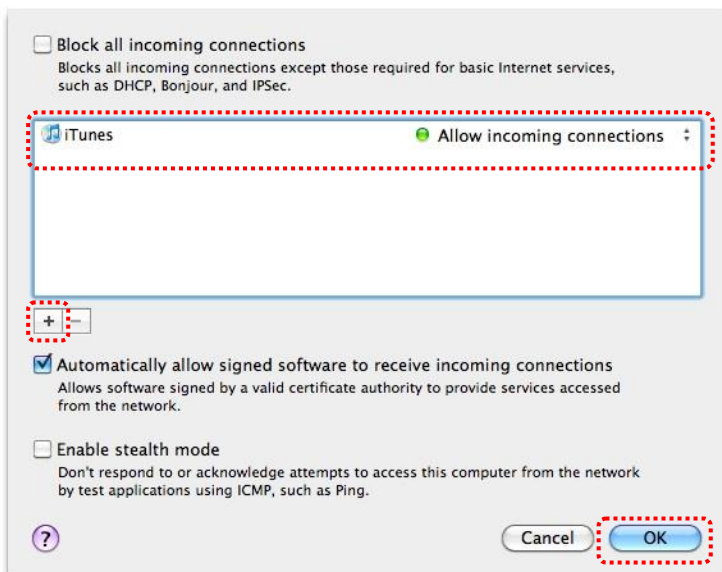 Block all incoming connections
Blocks all incoming connections except those required for basic Internet services,
such as DHCP, Bonjour, and IPSec.
iTunes Allow incoming connections
+ −
Automatically allow signed software to receive incoming connections
Allows software signed by a valid certificate authority to provide services accessed
from the network.
Enable stealth mode
Don't respond to or acknowledge attempts to access this computer from the network
by test applications using ICMP, such as Ping.
? Cancel OK